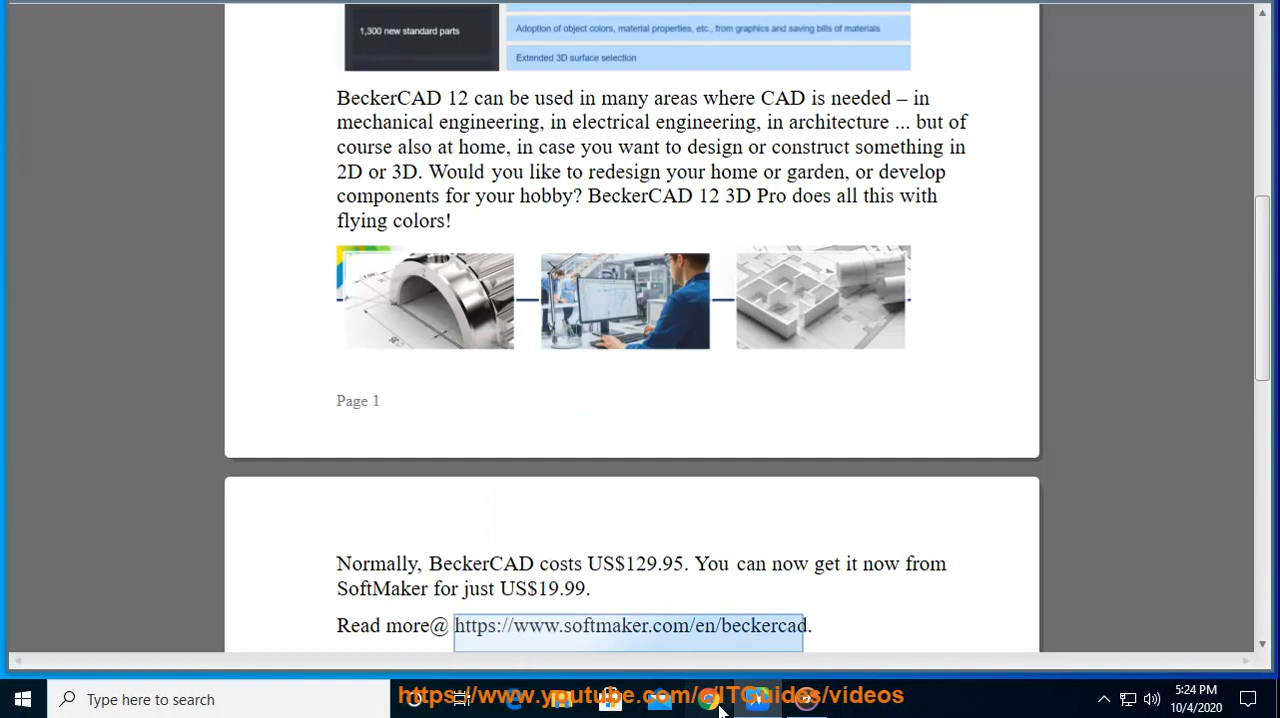 1,300 new standard parts
Adoption of object colors, material properties, etc., from graphics and saving bills of materials
Extended 3D surface selection
BeckerCAD 12 can be used in many areas where CAD is needed – in
mechanical engineering, in electrical engineering, in architecture ... but of
course also at home, in case you want to design or construct something in
2D or 3D. Would you like to redesign your home or garden, or develop
components for your hobby? BeckerCAD 12 3D Pro does all this with
flying colors!
Page 1
Normally, BeckerCAD costs US$129.95. You can now get it now from
SoftMaker for just US$19.99.
Read more@ https://www.softmaker.com/en/beckercad.
Type here to search
https://www.youtube.com/c/ITGuides/videos
5:24 PM
10/4/2020